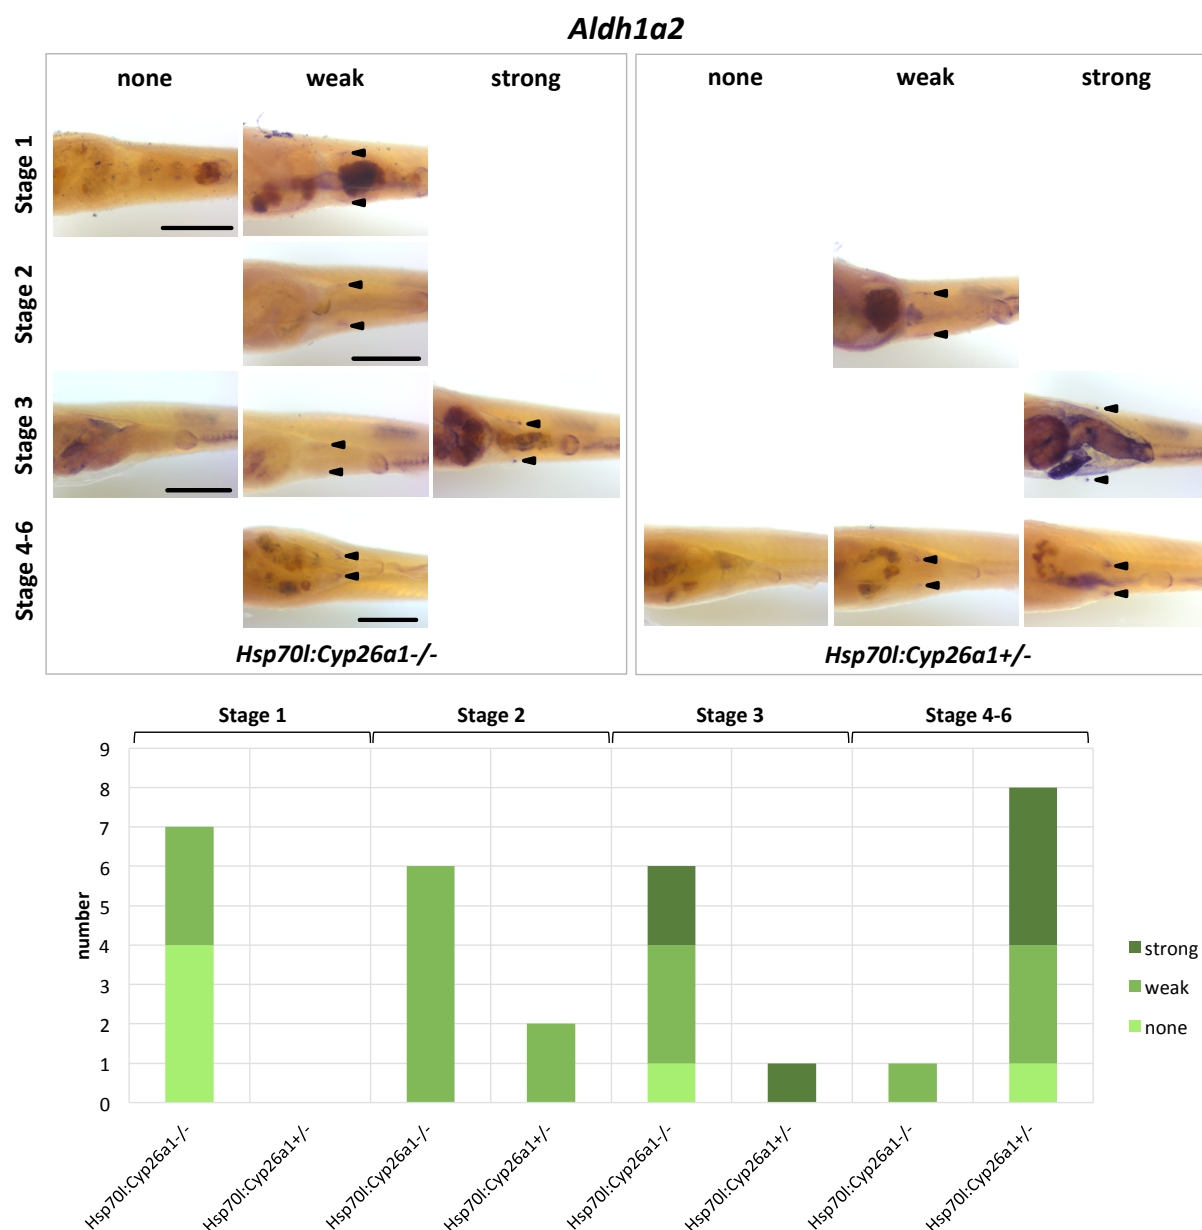 Aldh1a2
none weak strong none weak strong
Stage 1
Stage 2
Stage 3
Stage 4-6
Hsp70l:Cyp26a1-/- Hsp70l:Cyp26a1+/-
Stage 1 Stage 2 Stage 3 Stage 4-6
number
9
8
7
6
5
4
3
2
1
0
strong
weak
none
Hsp70l:Cyp26a1-/-
Hsp70l:Cyp26a1+/-
Hsp70l:Cyp26a1-/-
Hsp70l:Cyp26a1+/-
Hsp70l:Cyp26a1-/-
Hsp70l:Cyp26a1+/-
Hsp70l:Cyp26a1-/-
Hsp70l:Cyp26a1+/-